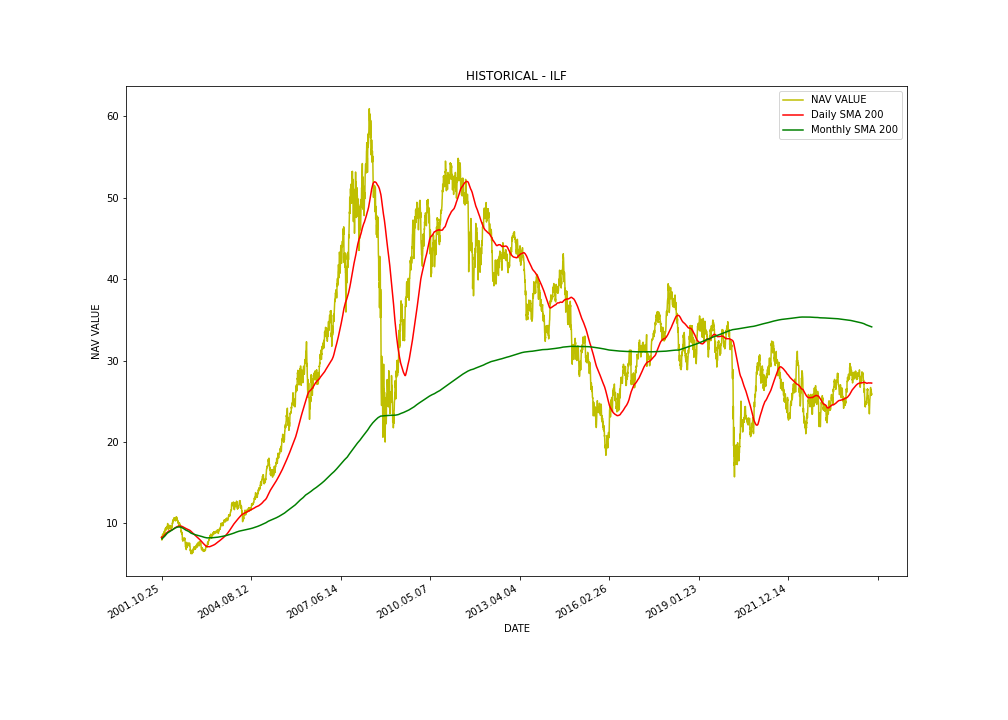 HISTORICAL - ILF
NAV VALUE
Daily SMA 200
Monthly SMA 200
60
50
40
30
20
10
NAV VALUE
2001.10.25
2004.08.12
2007.06.14
2010.05.07
2013.04.04
2016.02.26
2019.01.23
2021.12.14
DATE